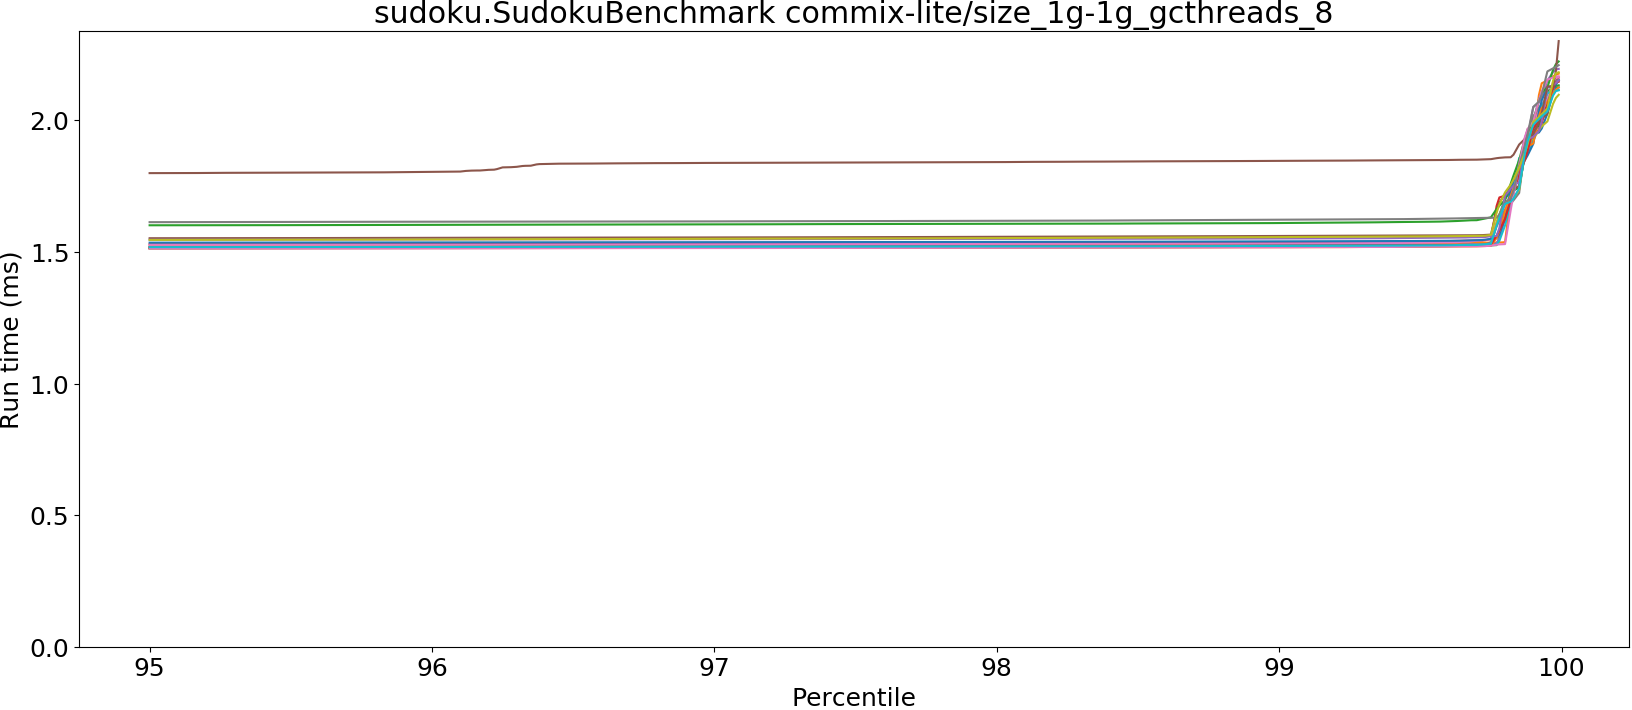 sudoku.SudokuBenchmark commix-lite/size_1g-1g_gcthreads_8
Run time (ms)
2.0
1.5
1.0
0.5
0.0
95 96 97 98 99 100
Percentile